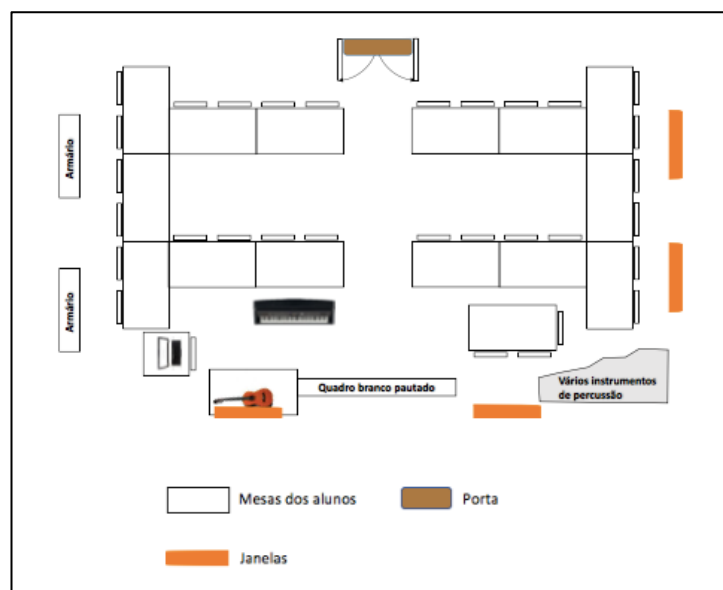 Armário
Armário
Quadro branco pautado
Vários instrumentos
de percussão
Mesas dos alunos
Porta
Janelas